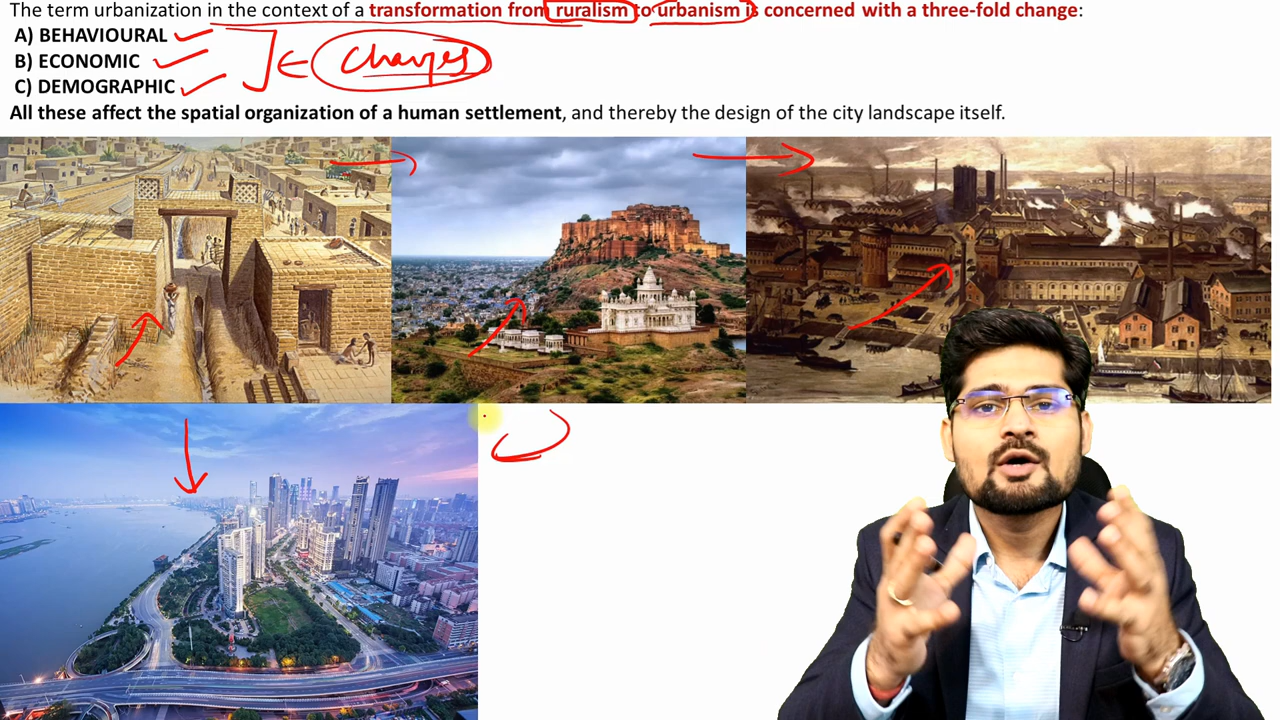 The term urbanization in the context of a transformation from ruralism to urbanism is concerned with a three-fold change:
A) BEHAVIOURAL
B) ECONOMIC
C) DEMOGRAPHIC
Changes
All these affect the spatial organization of a human settlement, and thereby the design of the city landscape itself.